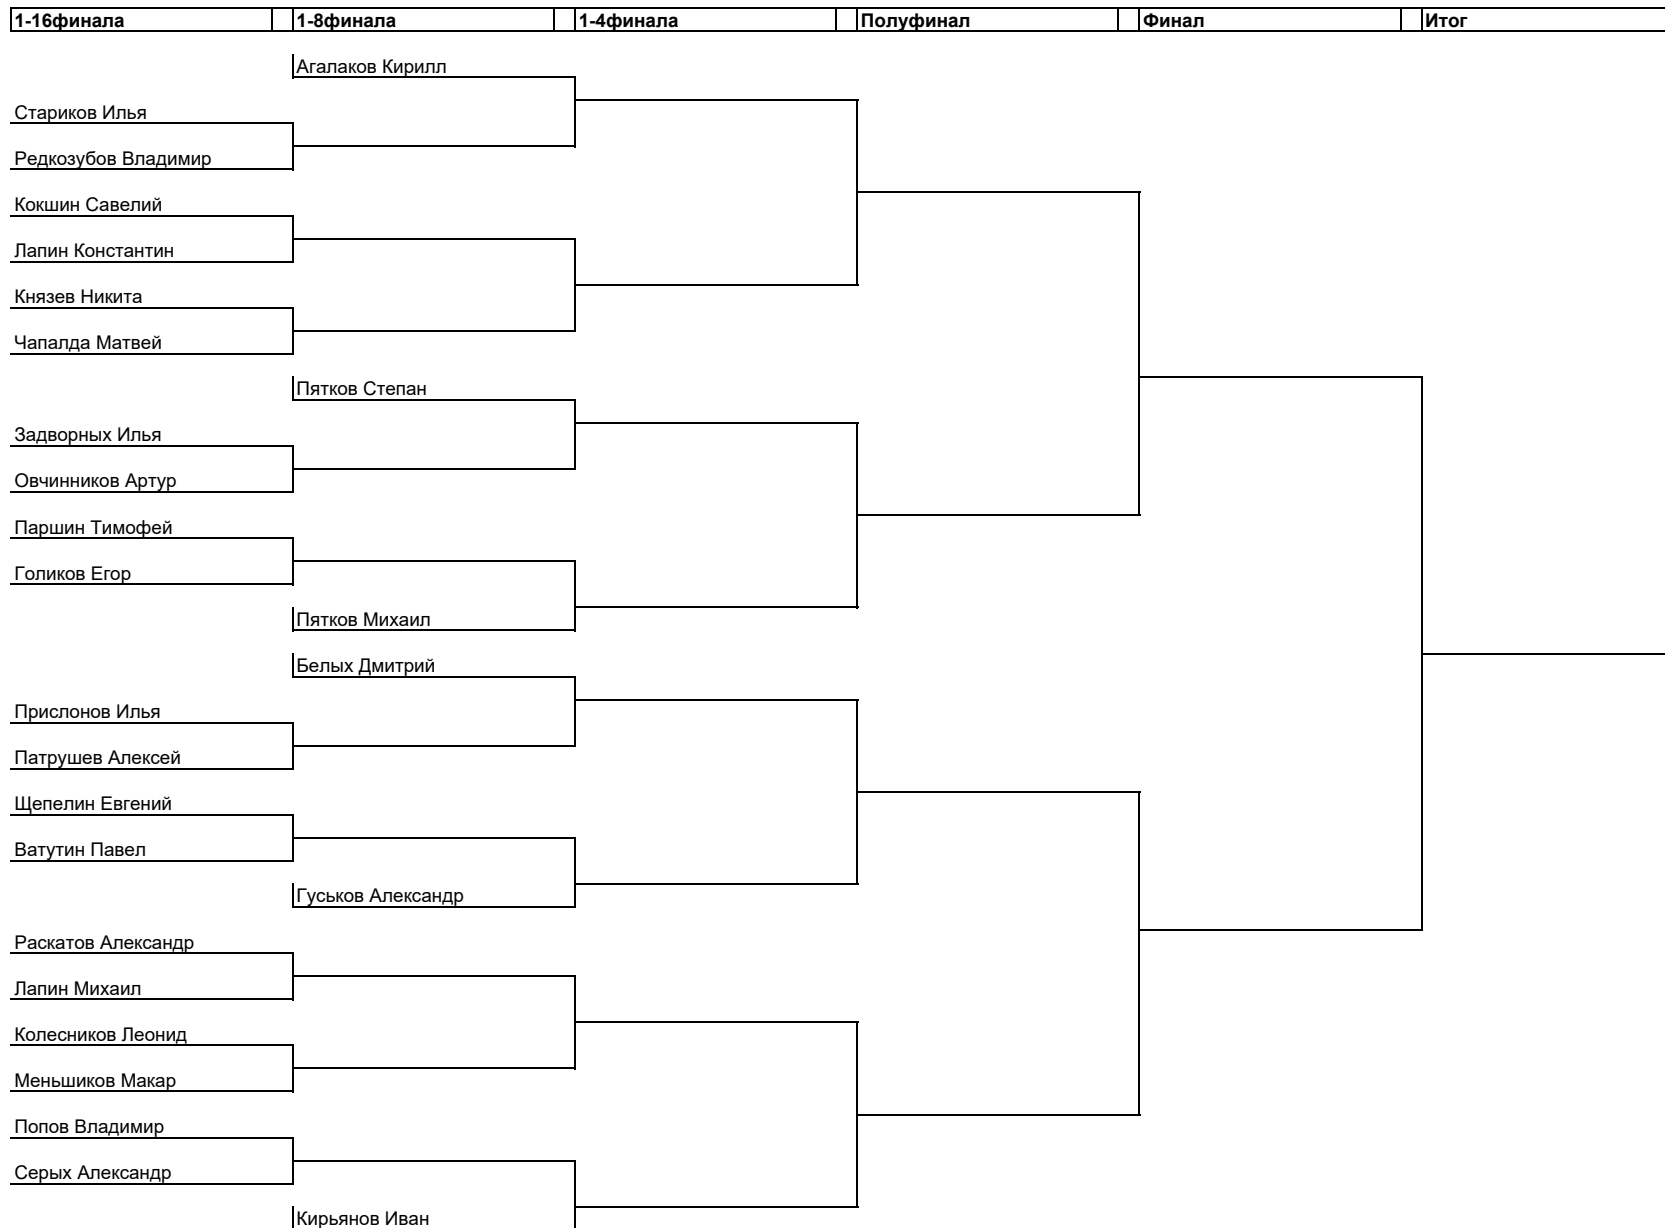 1-16финала 1-8финала 1-4финала Полуфинал Финал Итог
Агалаков Кирилл
Стариков Илья
Редкозубов Владимир
Кокшин Савелий
Лапин Константин
Князев Никита
Чапалда Матвей
Пятков Степан
Задворных Илья
Овчинников Артур
Паршин Тимофей
Голиков Егор
Пятков Михаил
Белых Дмитрий
Прислонов Илья
Патрушев Алексей
Щепелин Евгений
Ватутин Павел
Гуськов Александр
Раскатов Александр
Лапин Михаил
Колесников Леонид
Меньшиков Макар
Попов Владимир
Серых Александр
Кирьянов Иван